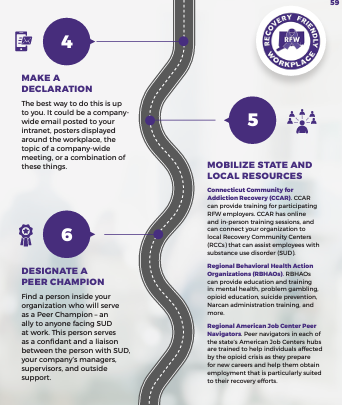 59
RECOVERY FRIENDLY
RFW
WORKPLACE
4
MAKE A
DECLARATION
The best way to do this is up
to you. It could be a company-
wide email posted to your
intranet, posters displayed
around the workplace, the
topic of a company-wide
meeting, or a combination of
these things.
5
MOBILIZE STATE AND
LOCAL RESOURCES
Connecticut Community for
Addiction Recovery (CCAR). CCAR
can provide training for participating
RFW employers. CCAR has online
and in-person training sessions, and
can connect your organization to
local Recovery Community Centers
(RCCs) that can assist employees with
substance use disorder (SUD).
Regional Behavioral Health Action
Organizations (RBHAOs). RBHAOs
can provide education and training
in mental health, problem gambling,
opioid education, suicide prevention,
Narcan administration training, and
more.
Regional American Job Center Peer
Navigators. Peer navigators in each of
the state's American Job Centers hubs
are trained to help individuals affected
by the opioid crisis as they prepare
for new careers and help them obtain
employment that is particularly suited
to their recovery efforts.
6
DESIGNATE A
PEER CHAMPION
Find a person inside your
organization who will serve
as a Peer Champion - an
ally to anyone facing SUD
at work. This person serves
as a confidant and a liaison
between the person with SUD,
your company's managers,
supervisors, and outside
support.